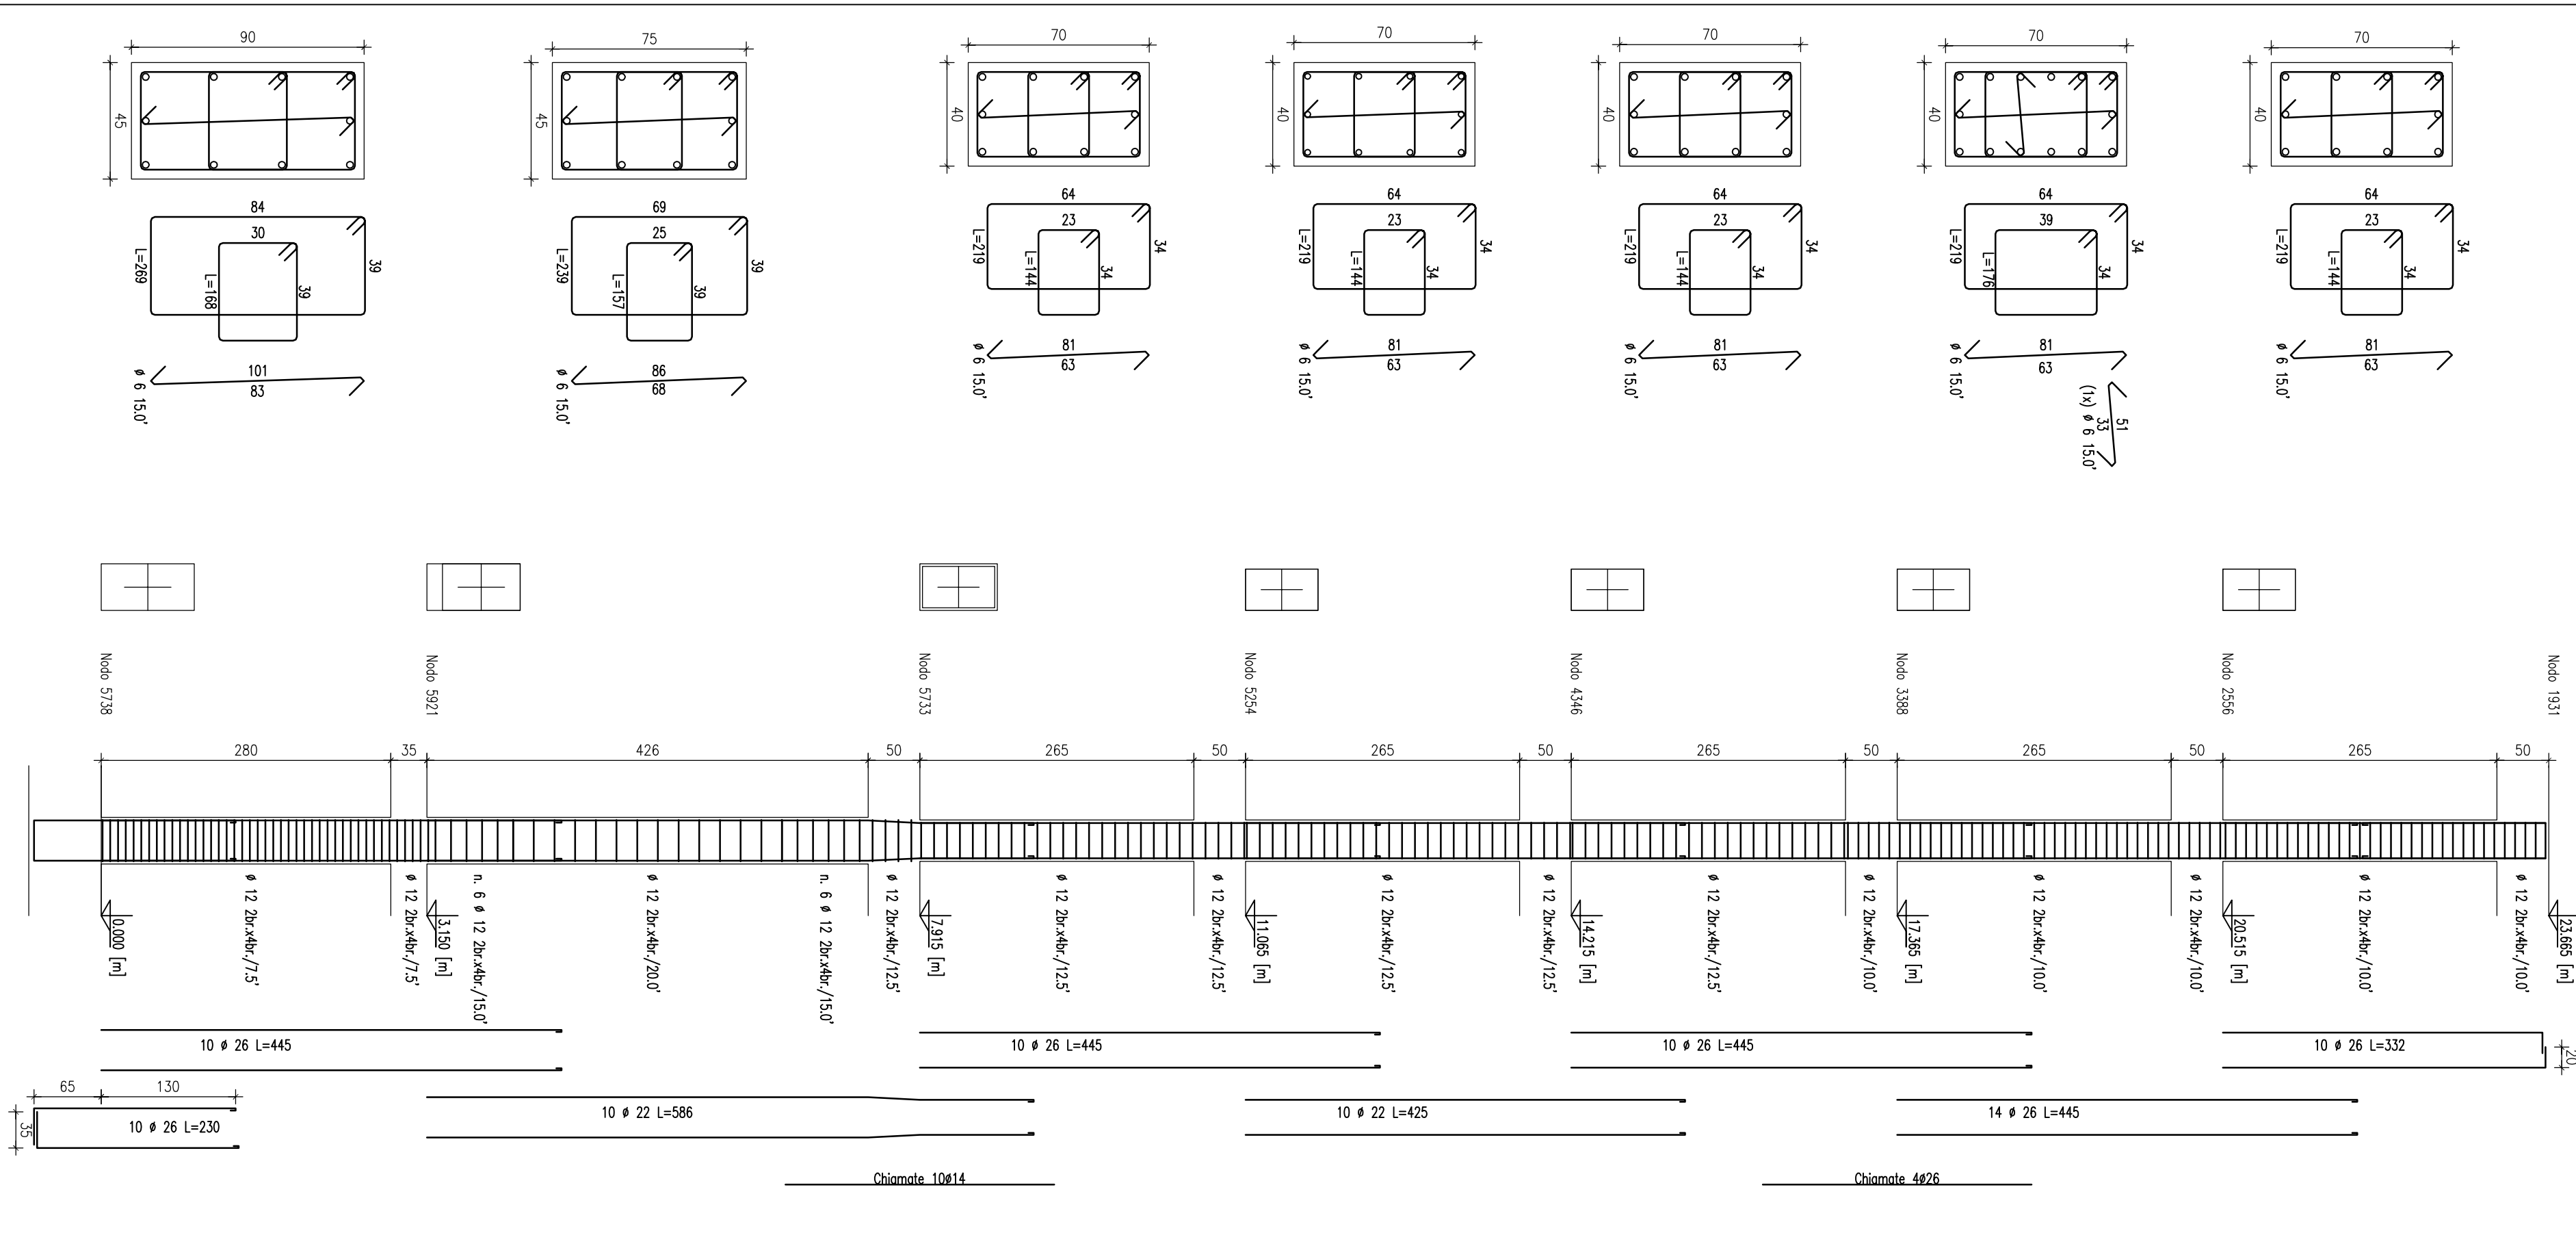 90
75
70
70
70
70
70
45
45
40
40
40
40
40
84
69
64
64
64
64
64
30
25
23
23
23
39
23
39
39
34
34
34
34
34
39
39
34
34
34
34
34
L=269
L=239
L=219
L=219
L=219
L=219
L=219
L=168
L=157
L=144
L=144
L=144
L=176
L=144
101
86
81
81
81
81
81
83
68
63
63
63
63
63
ø 6 15.0'
ø 6 15.0'
ø 6 15.0'
ø 6 15.0'
ø 6 15.0'
ø 6 15.0'
ø 6 15.0'
51
33
(1x) ø 6 15.0'
Nodo 5738
Nodo 5921
Nodo 5733
Nodo 5254
Nodo 4346
Nodo 3388
Nodo 2556
Nodo 1931
280
35
426
50
265
50
265
50
265
50
265
50
265
50
ø 12 2br.x4br./7.5'
ø 12 2br.x4br./7.5'
n. 6 ø 12 2br.x4br./15.0'
ø 12 2br.x4br./20.0'
n. 6 ø 12 2br.x4br./15.0'
ø 12 2br.x4br./12.5'
ø 12 2br.x4br./12.5'
ø 12 2br.x4br./12.5'
ø 12 2br.x4br./12.5'
ø 12 2br.x4br./12.5'
ø 12 2br.x4br./12.5'
ø 12 2br.x4br./10.0'
ø 12 2br.x4br./10.0'
ø 12 2br.x4br./10.0'
ø 12 2br.x4br./10.0'
ø 12 2br.x4br./10.0'
0.000 [m]
3.150 [m]
7.915 [m]
11.065 [m]
14.215 [m]
17.365 [m]
20.515 [m]
23.665 [m]
10 ø 26 L=445
10 ø 26 L=445
10 ø 26 L=445
10 ø 26 L=332
20
65
130
35
10 ø 26 L=230
10 ø 22 L=586
10 ø 22 L=425
14 ø 26 L=445
Chiamate 10ø14
Chiamate 4ø26